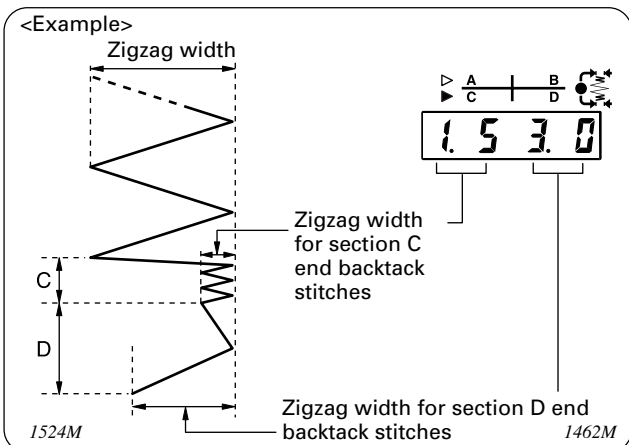 <Example>
Zigzag width
A B
C D
1. 5 3. 0
Zigzag width
for section C
end backtack
stitches
C
D
Zigzag width for section D end
backtack stitches
1524M
1462M